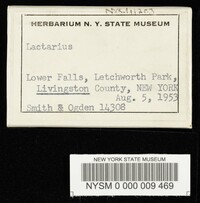 HERBARIUM N. Y. STATE MUSEUM
Lactarius
Lower Falls, Letchworth Park,
Livingston County, NEW YORK
Aug. 5, 1953
Smith & Ogden 14308
NEW YORK STATE MUSEUM
NYSM 0 000 009 469